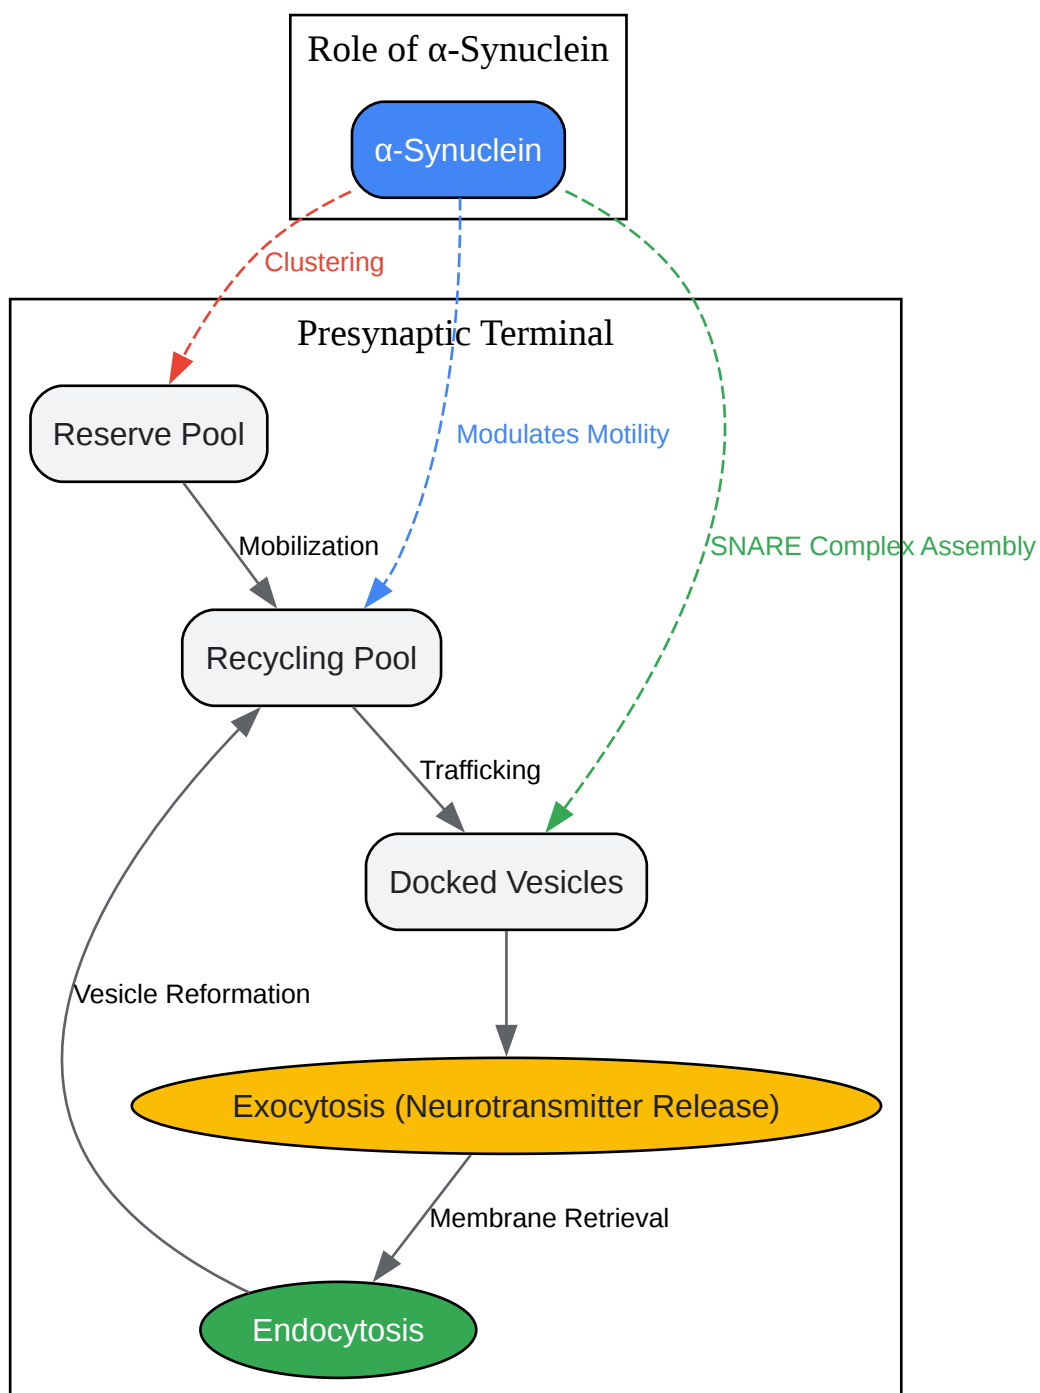 Role of α-Synuclein
α-Synuclein
Clustering
Presynaptic Terminal
Reserve Pool
Modulates Motility
Mobilization
SNARE Complex Assembly
Recycling Pool
Trafficking
Docked Vesicles
Vesicle Reformation
Exocytosis (Neurotransmitter Release)
Membrane Retrieval
Endocytosis